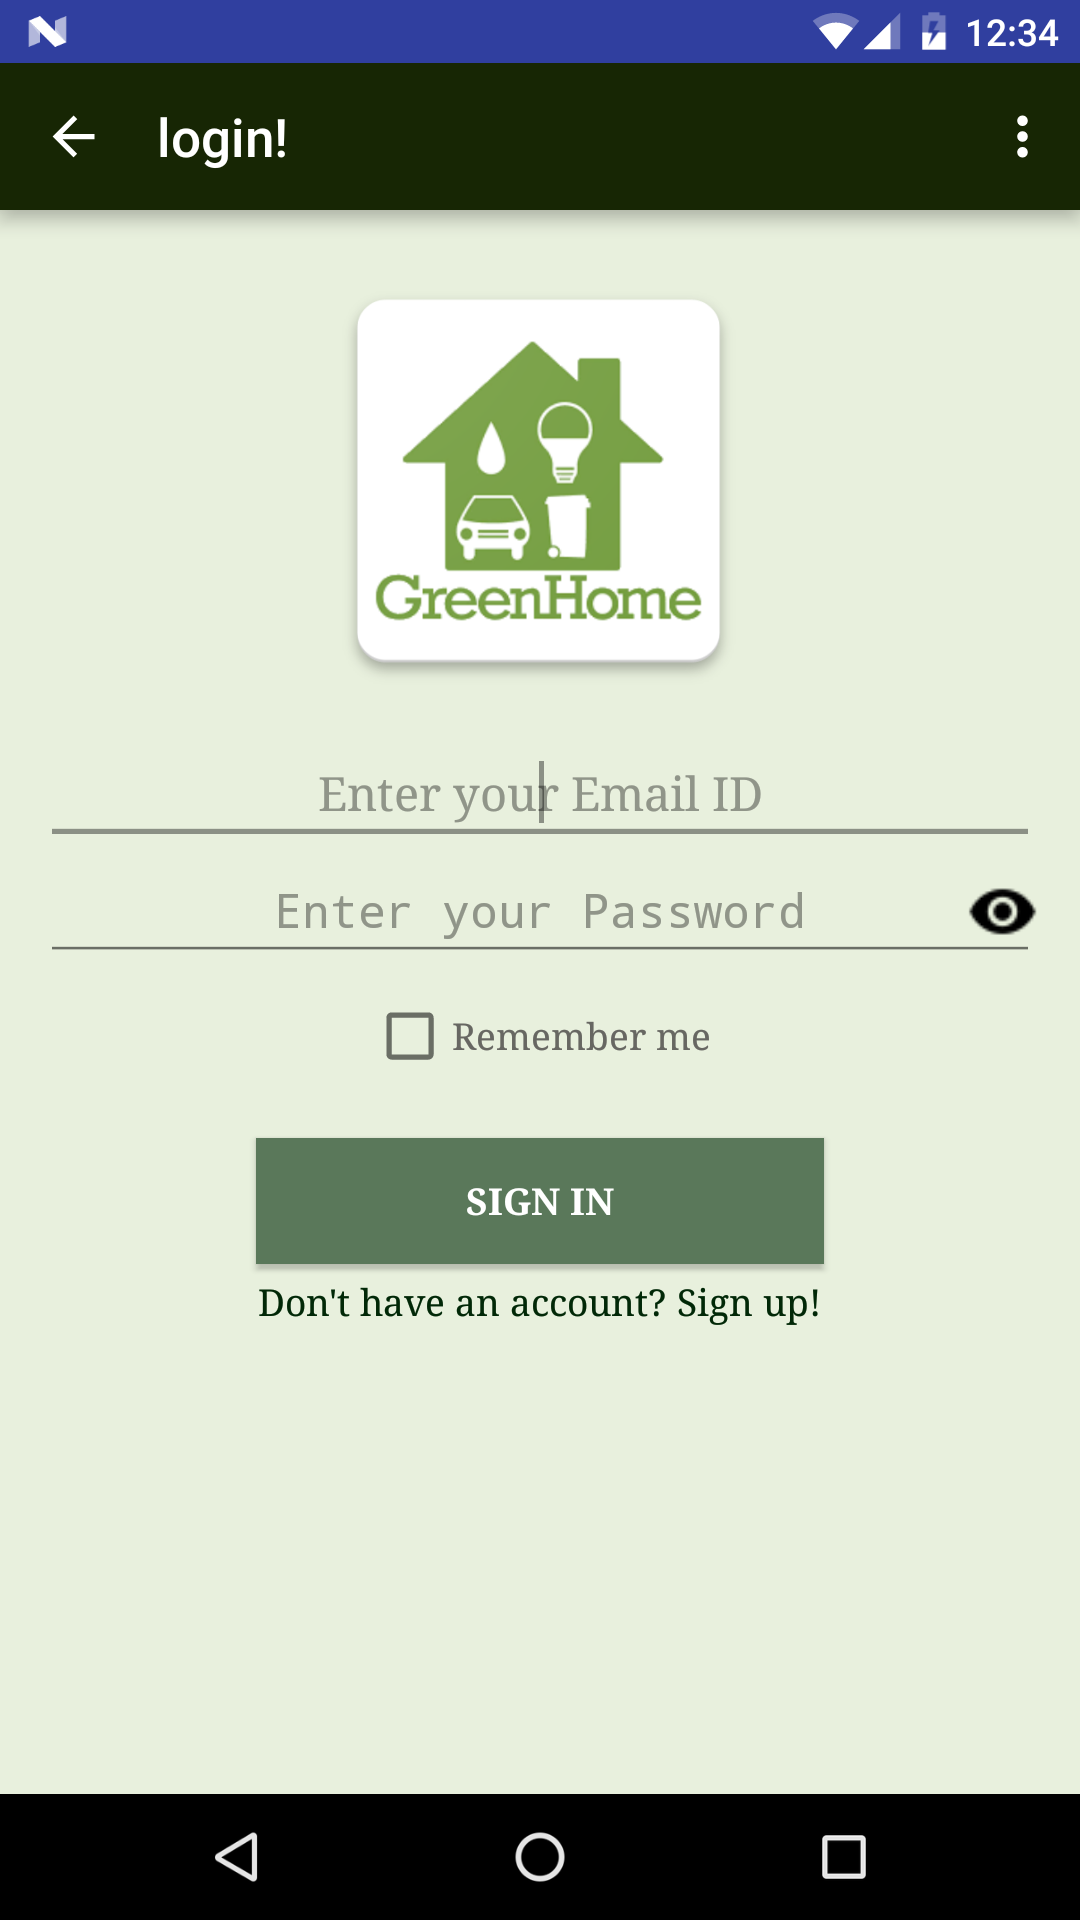 12:34
login!
GreenHome
Enter your Email ID
Enter your Password
Remember me
SIGN IN
Don't have an account? Sign up!